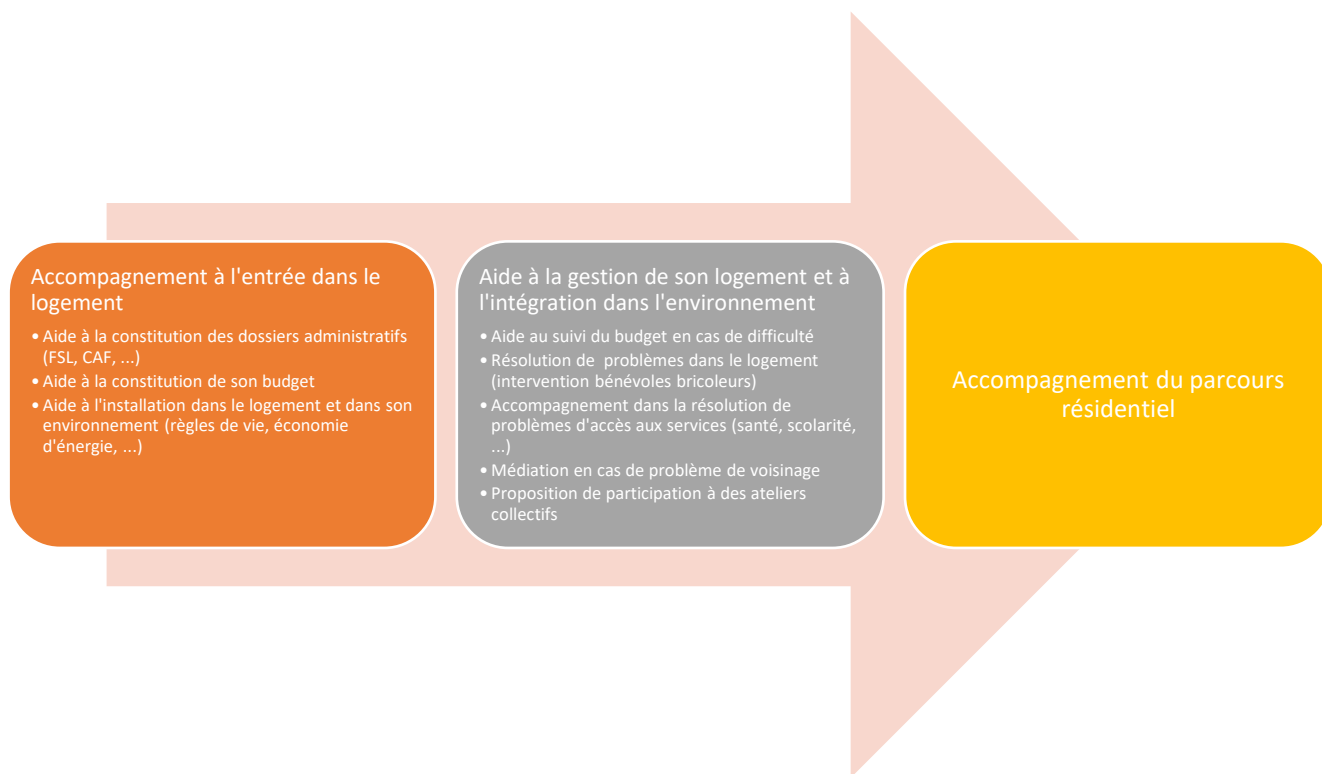 Accompagnement à l'entrée dans le
logement
• Aide à la constitution des dossiers administratifs
(FSL, CAF, ...)
• Aide à la constitution de son budget
• Aide à l'installation dans le logement et dans son
environnement (règles de vie, économie
d'énergie, ...)
Aide à la gestion de son logement et à
l'intégration dans l'environnement
• Aide au suivi du budget en cas de difficulté
• Résolution de  problèmes dans le logement
(intervention bénévoles bricoleurs)
• Accompagnement dans la résolution de
problèmes d'accès aux services (santé, scolarité,
...)
• Médiation en cas de problème de voisinage
• Proposition de participation à des ateliers
collectifs
Accompagnement du parcours
résidentiel